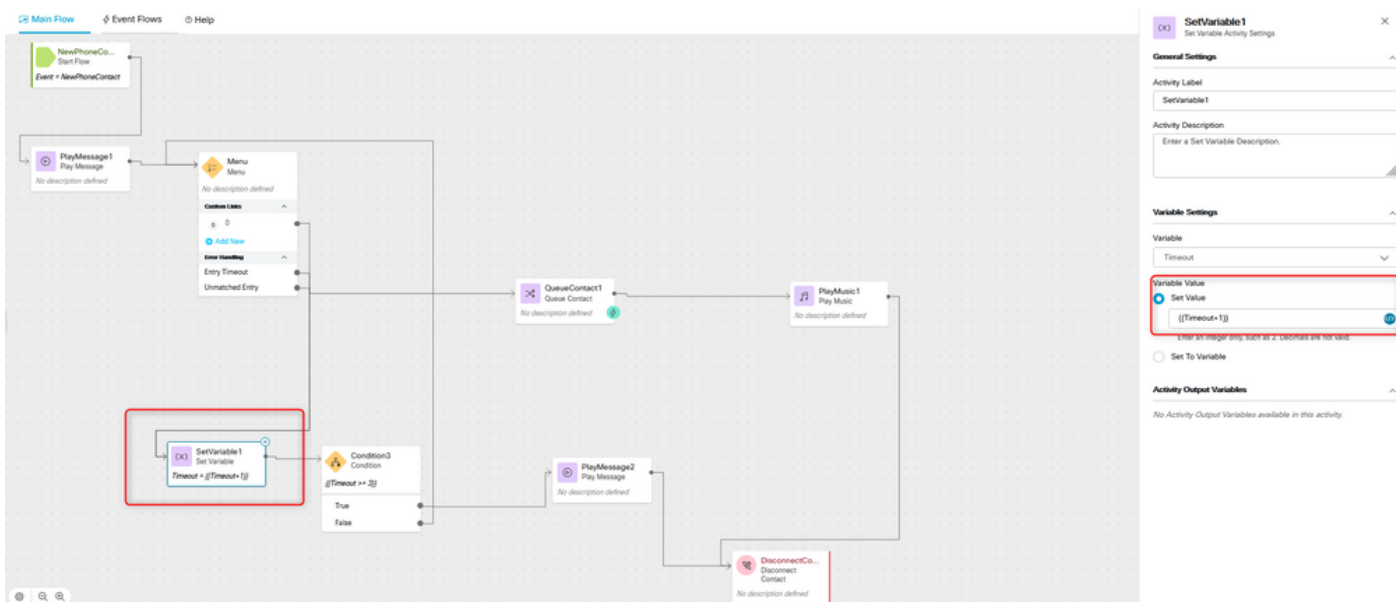 Main Flow
Event Flows
Help
NewPhoneCo...
Start Flow
Event = NewPhoneContact
PlayMessage1
Play Message
No description defined
Menu
Menu
No description defined
Custom Links
0
Add New
Error Handling
Entry Timeout
Unmatched Entry
QueueContact1
Queue Contact
No description defined
PlayMusic1
Play Music
No description defined
SetVariable1
Set Variable
Timeout = {{Timeout+1}}
Condition3
Condition
{{Timeout >= 3}}
True
False
PlayMessage2
Play Message
No description defined
DisconnectCo...
Disconnect
Contact
No description defined
SetVariable1
Set Variable Activity Settings
General Settings
Activity Label
SetVariable1
Activity Description
Enter a Set Variable Description.
Variable Settings
Variable
Timeout
Variable Value
Set Value
{{Timeout+1}}
Enter an integer only, such as 2. Decimals are not valid.
Set To Variable
Activity Output Variables
No Activity Output Variables available in this activity.